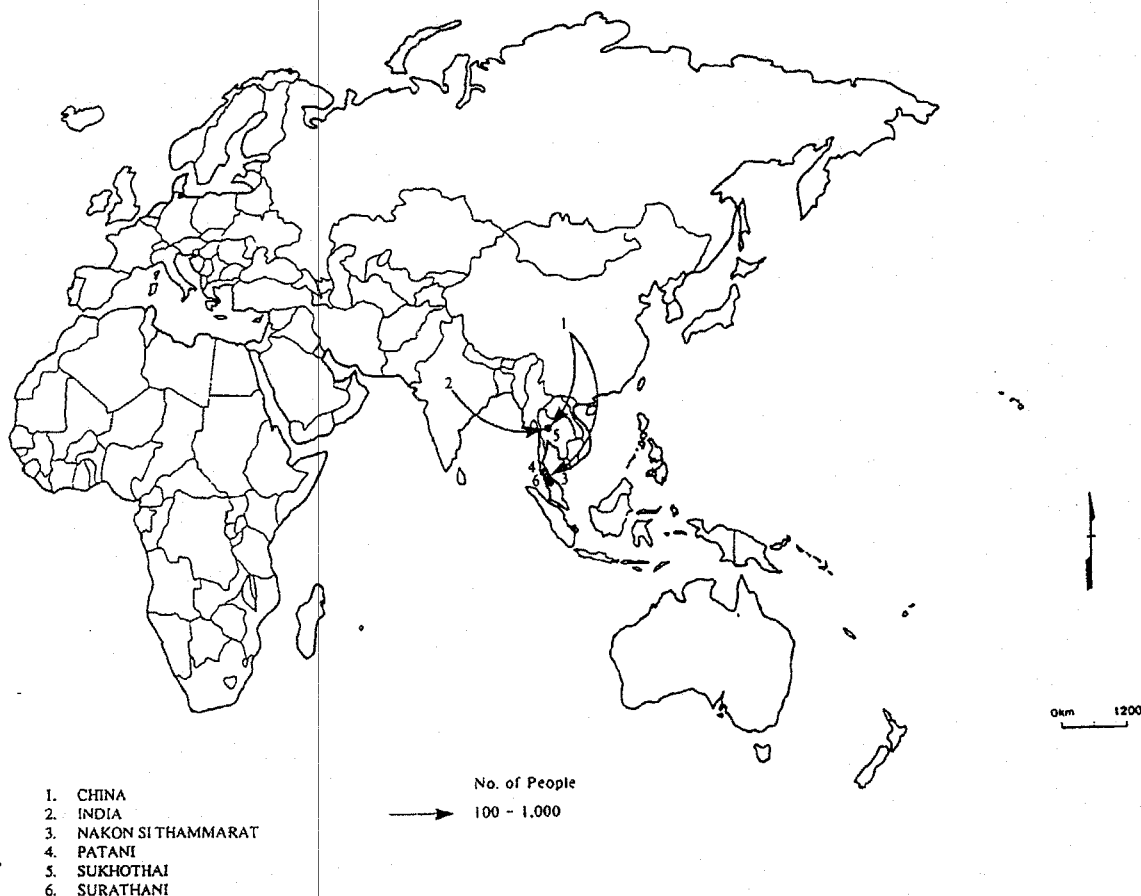 1
2
5
4
3
6
0km 1200
No. of People
100 - 1,000
1. CHINA
2. INDIA
3. NAKON SI THAMMARAT
4. PATANI
5. SUKHOTHAI
6. SURATHANI